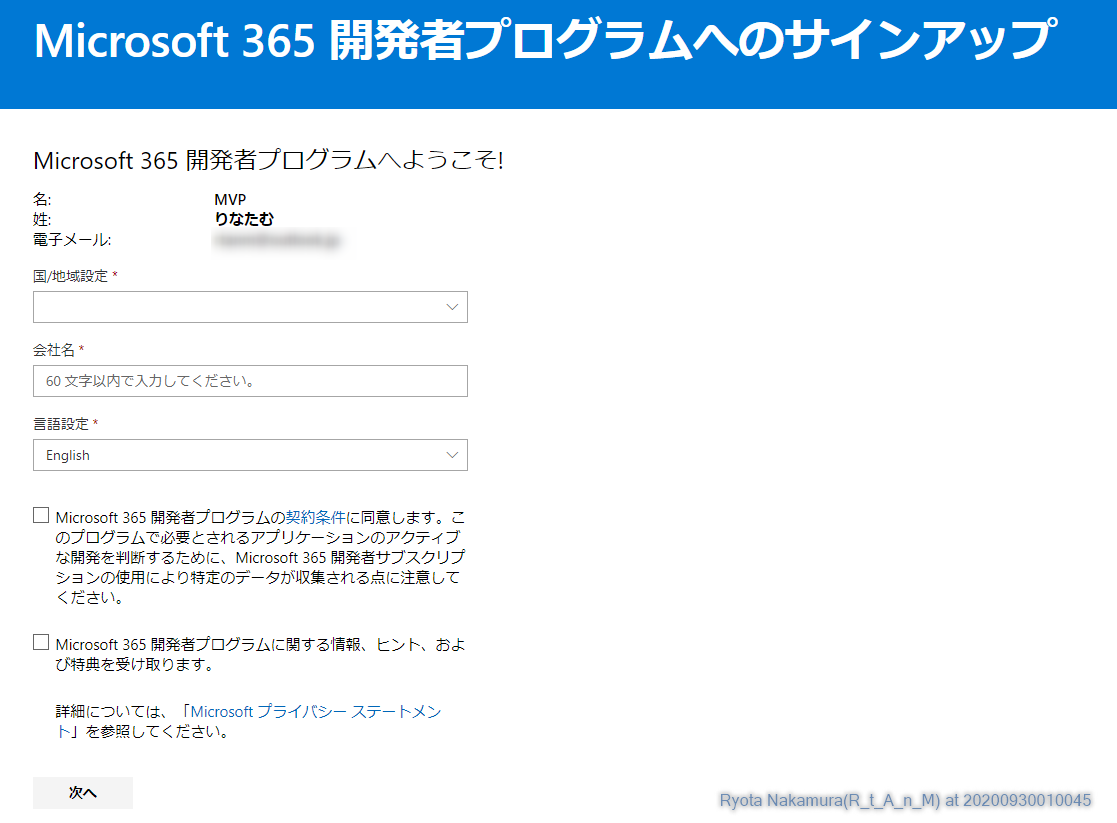 Microsoft 365 開発者プログラムへのサインアップ
Microsoft 365 開発者プログラムへようこそ!
名: MVP
姓: りなたむ
電子メール:
国/地域設定 *
会社名 *
60 文字以内で入力してください。
言語設定 *
English
Microsoft 365 開発者プログラムの契約条件に同意します。こ
のプログラムで必要とされるアプリケーションのアクティブ
な開発を判断するために、Microsoft 365 開発者サブスクリプ
ションの使用により特定のデータが収集される点に注意して
ください。
Microsoft 365 開発者プログラムに関する情報、ヒント、およ
び特典を受け取ります。
詳細については、「Microsoft プライバシー ステートメン
ト」を参照してください。
次へ
Ryota Nakamura(R_t_A_n_M) at 20200930010045